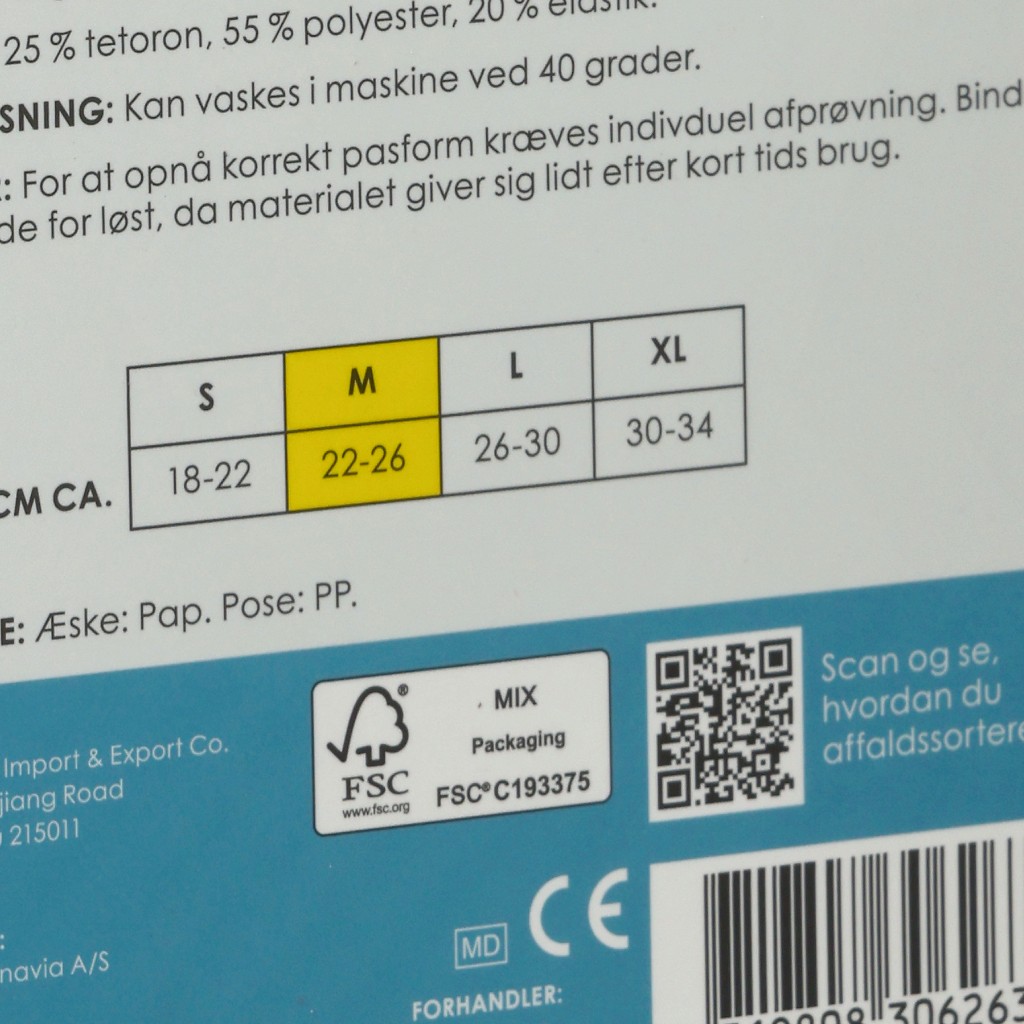 25 % tetoron, 55 % polyester, 20 % elastik.
SNING: Kan vaskes i maskine ved 40 grader.
: For at opnå korrekt pasform kræves indivduel afprøvning. Bind
de for løst, da materialet giver sig lidt efter kort tids brug.
S M L XL
CM CA. 18-22 22-26 26-30 30-34
E: Æske: Pap. Pose: PP.
Import & Export Co.
jiang Road
215011
:
navia A/S
® MIX
Packaging
FSC
www.fsc.org
FSC® C193375
Scan og se,
hvordan du
affaldssortere
MD CE
FORHANDLER:
306263